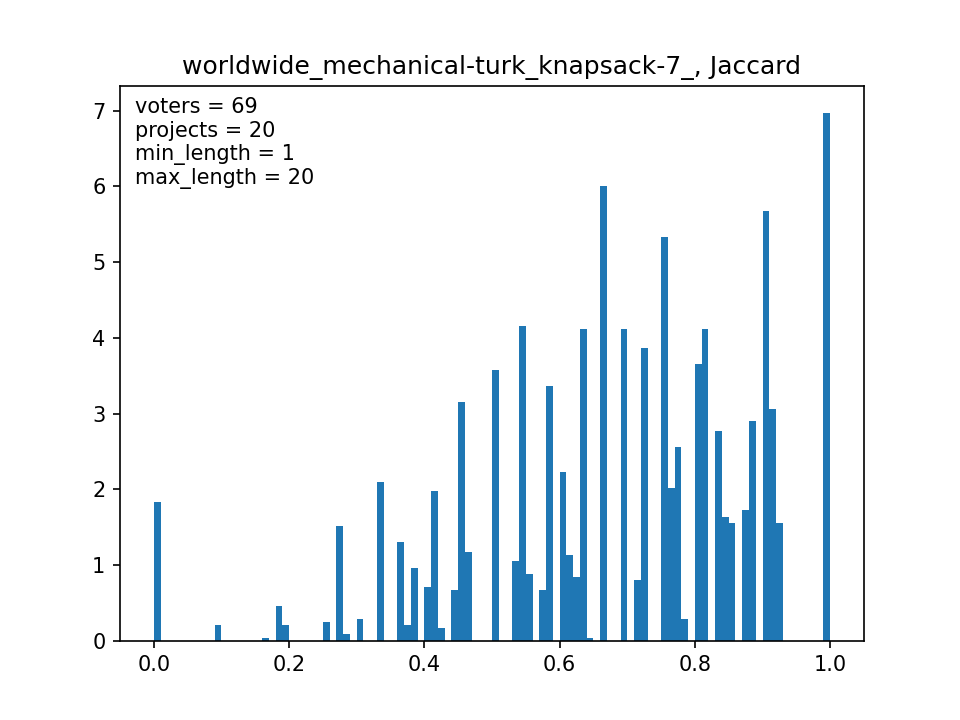 worldwide_mechanical-turk_knapsack-7_, Jaccard
voters = 69
projects = 20
min_length = 1
max_length = 20
7
6
5
4
3
2
1
0
0.0 0.2 0.4 0.6 0.8 1.0